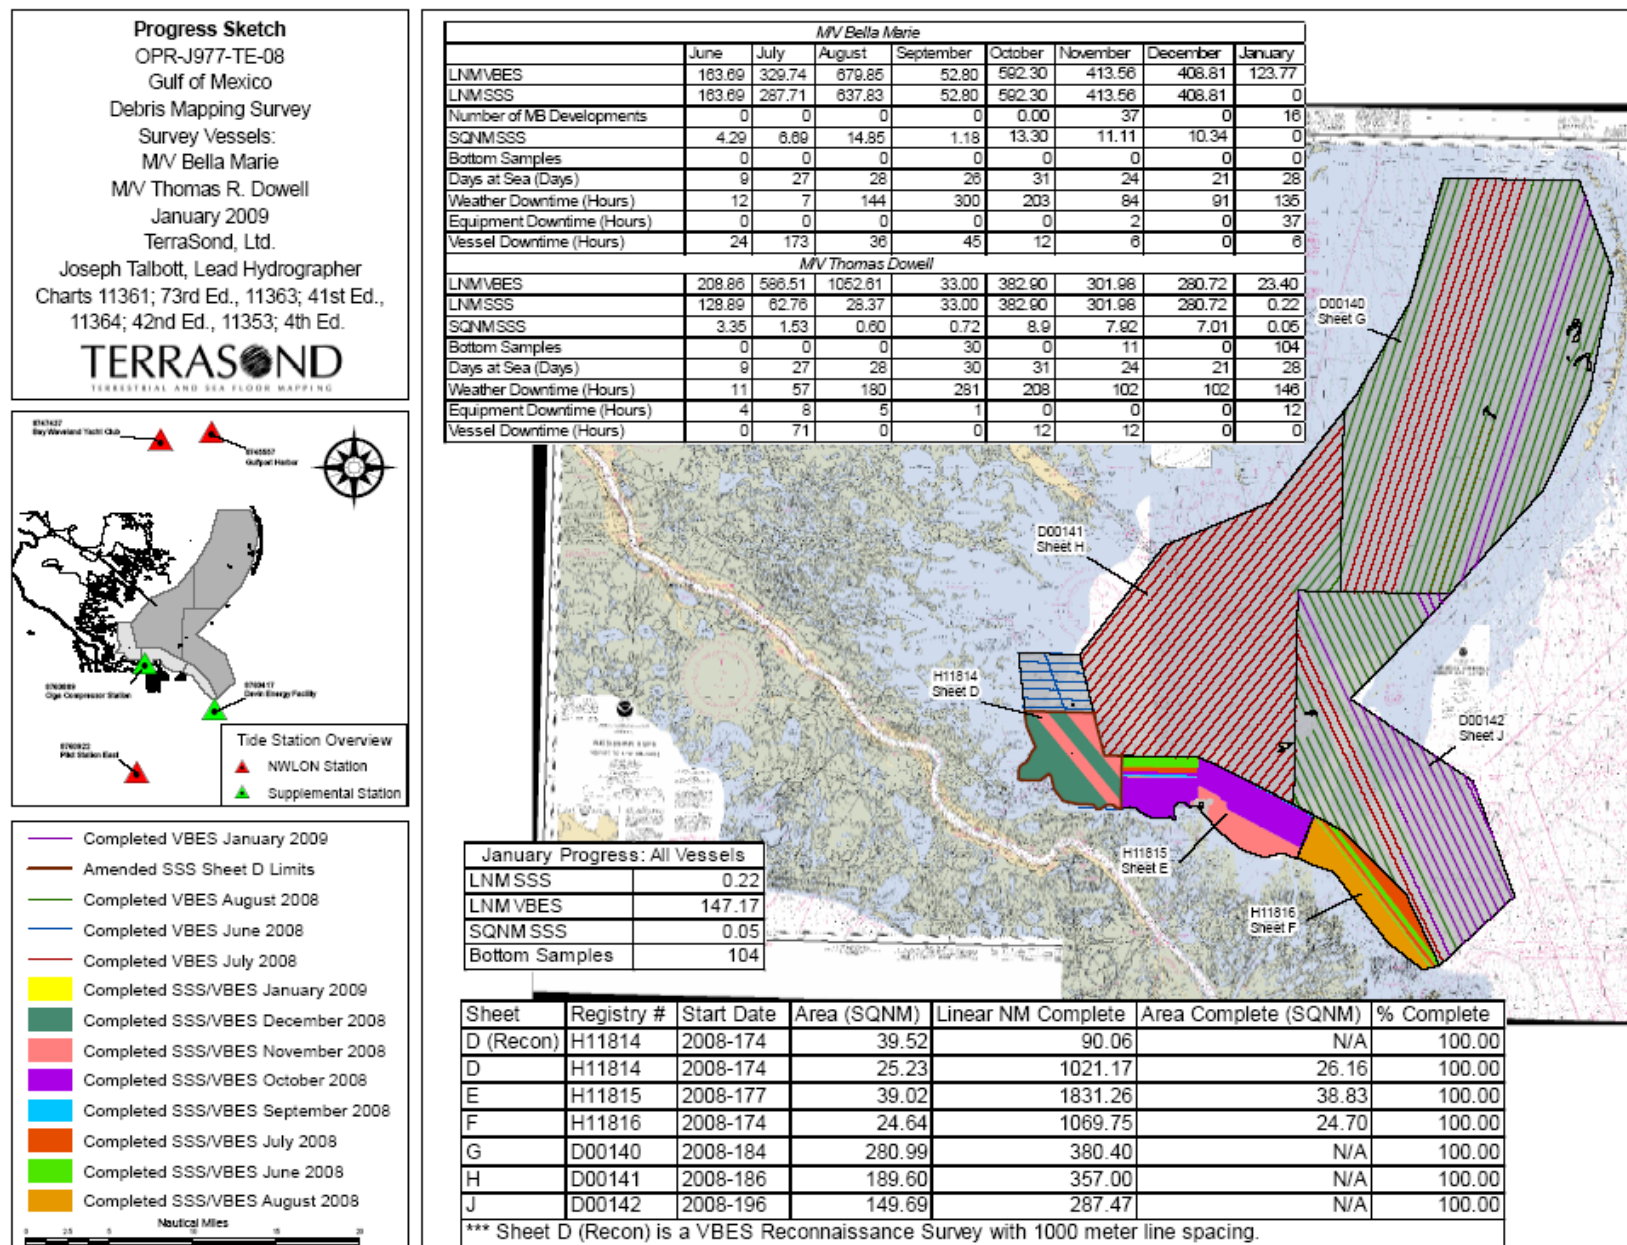 Progress Sketch
OPR-J977-TE-08
Gulf of Mexico
Debris Mapping Survey
Survey Vessels:
M/V Bella Marie
M/V Thomas R. Dowell
January 2009
TerraSond, Ltd.
Joseph Talbott, Lead Hydrographer
Charts 11361; 73rd Ed., 11363; 41st Ed.,
11364; 42nd Ed., 11353; 4th Ed.
TERRASOND
TERRESTRIAL AND SEA FLOOR MAPPING
M/V Bella Marie
June July August September October November December January
LNMVBES 163.69 329.74 679.85 52.80 592.30 413.56 408.81 123.77
LNMSSS 163.69 287.71 637.83 52.80 592.30 413.56 408.81 0
Number of MB Developments 0 0 0 0 0.00 37 0 16
SQNMSSS 4.29 6.69 14.85 1.18 13.30 11.11 10.34 0
Bottom Samples 0 0 0 0 0 0 0 0
Days at Sea (Days) 9 27 28 26 31 24 21 28
Weather Downtime (Hours) 12 7 144 300 203 84 91 135
Equipment Downtime (Hours) 0 0 0 0 0 2 0 37
Vessel Downtime (Hours) 24 173 36 45 12 6 0 6
M/V Thomas Dowell
LNMVBES 208.86 586.51 1052.61 33.00 382.90 301.98 280.72 23.40
LNMSSS 128.89 62.76 28.37 33.00 382.90 301.98 280.72 0.22
SQNMSSS 3.35 1.53 0.60 0.72 8.9 7.92 7.01 0.05
Bottom Samples 0 0 0 30 0 11 0 104
Days at Sea (Days) 9 27 28 30 31 24 21 28
Weather Downtime (Hours) 11 57 180 281 208 102 102 146
Equipment Downtime (Hours) 4 8 5 1 0 0 0 12
Vessel Downtime (Hours) 0 71 0 0 12 12 0 0
Bay Waveland Yacht Club
Gulfport Harbor
Olga Compressor Station
Devin Energy Facility
Pilot Station East
Tide Station Overview
NWLON Station
Supplemental Station
D00140
Sheet G
D00141
Sheet H
H11814
Sheet D
D00142
Sheet J
H11815
Sheet E
H11816
Sheet F
Completed VBES January 2009
Amended SSS Sheet D Limits
Completed VBES August 2008
Completed VBES June 2008
Completed VBES July 2008
Completed SSS/VBES January 2009
Completed SSS/VBES December 2008
Completed SSS/VBES November 2008
Completed SSS/VBES October 2008
Completed SSS/VBES September 2008
Completed SSS/VBES July 2008
Completed SSS/VBES June 2008
Completed SSS/VBES August 2008
Nautical Miles
January Progress: All Vessels
LNM SSS 0.22
LNM VBES 147.17
SQNM SSS 0.05
Bottom Samples 104
Sheet Registry # Start Date Area (SQNM) Linear NM Complete Area Complete (SQNM) % Complete
D (Recon) H11814 2008-174 39.52 90.06 N/A 100.00
D H11814 2008-174 25.23 1021.17 26.16 100.00
E H11815 2008-177 39.02 1831.26 38.83 100.00
F H11816 2008-174 24.64 1069.75 24.70 100.00
G D00140 2008-184 280.99 380.40 N/A 100.00
H D00141 2008-186 189.60 357.00 N/A 100.00
J D00142 2008-196 149.69 287.47 N/A 100.00
*** Sheet D (Recon) is a VBES Reconnaissance Survey with 1000 meter line spacing.